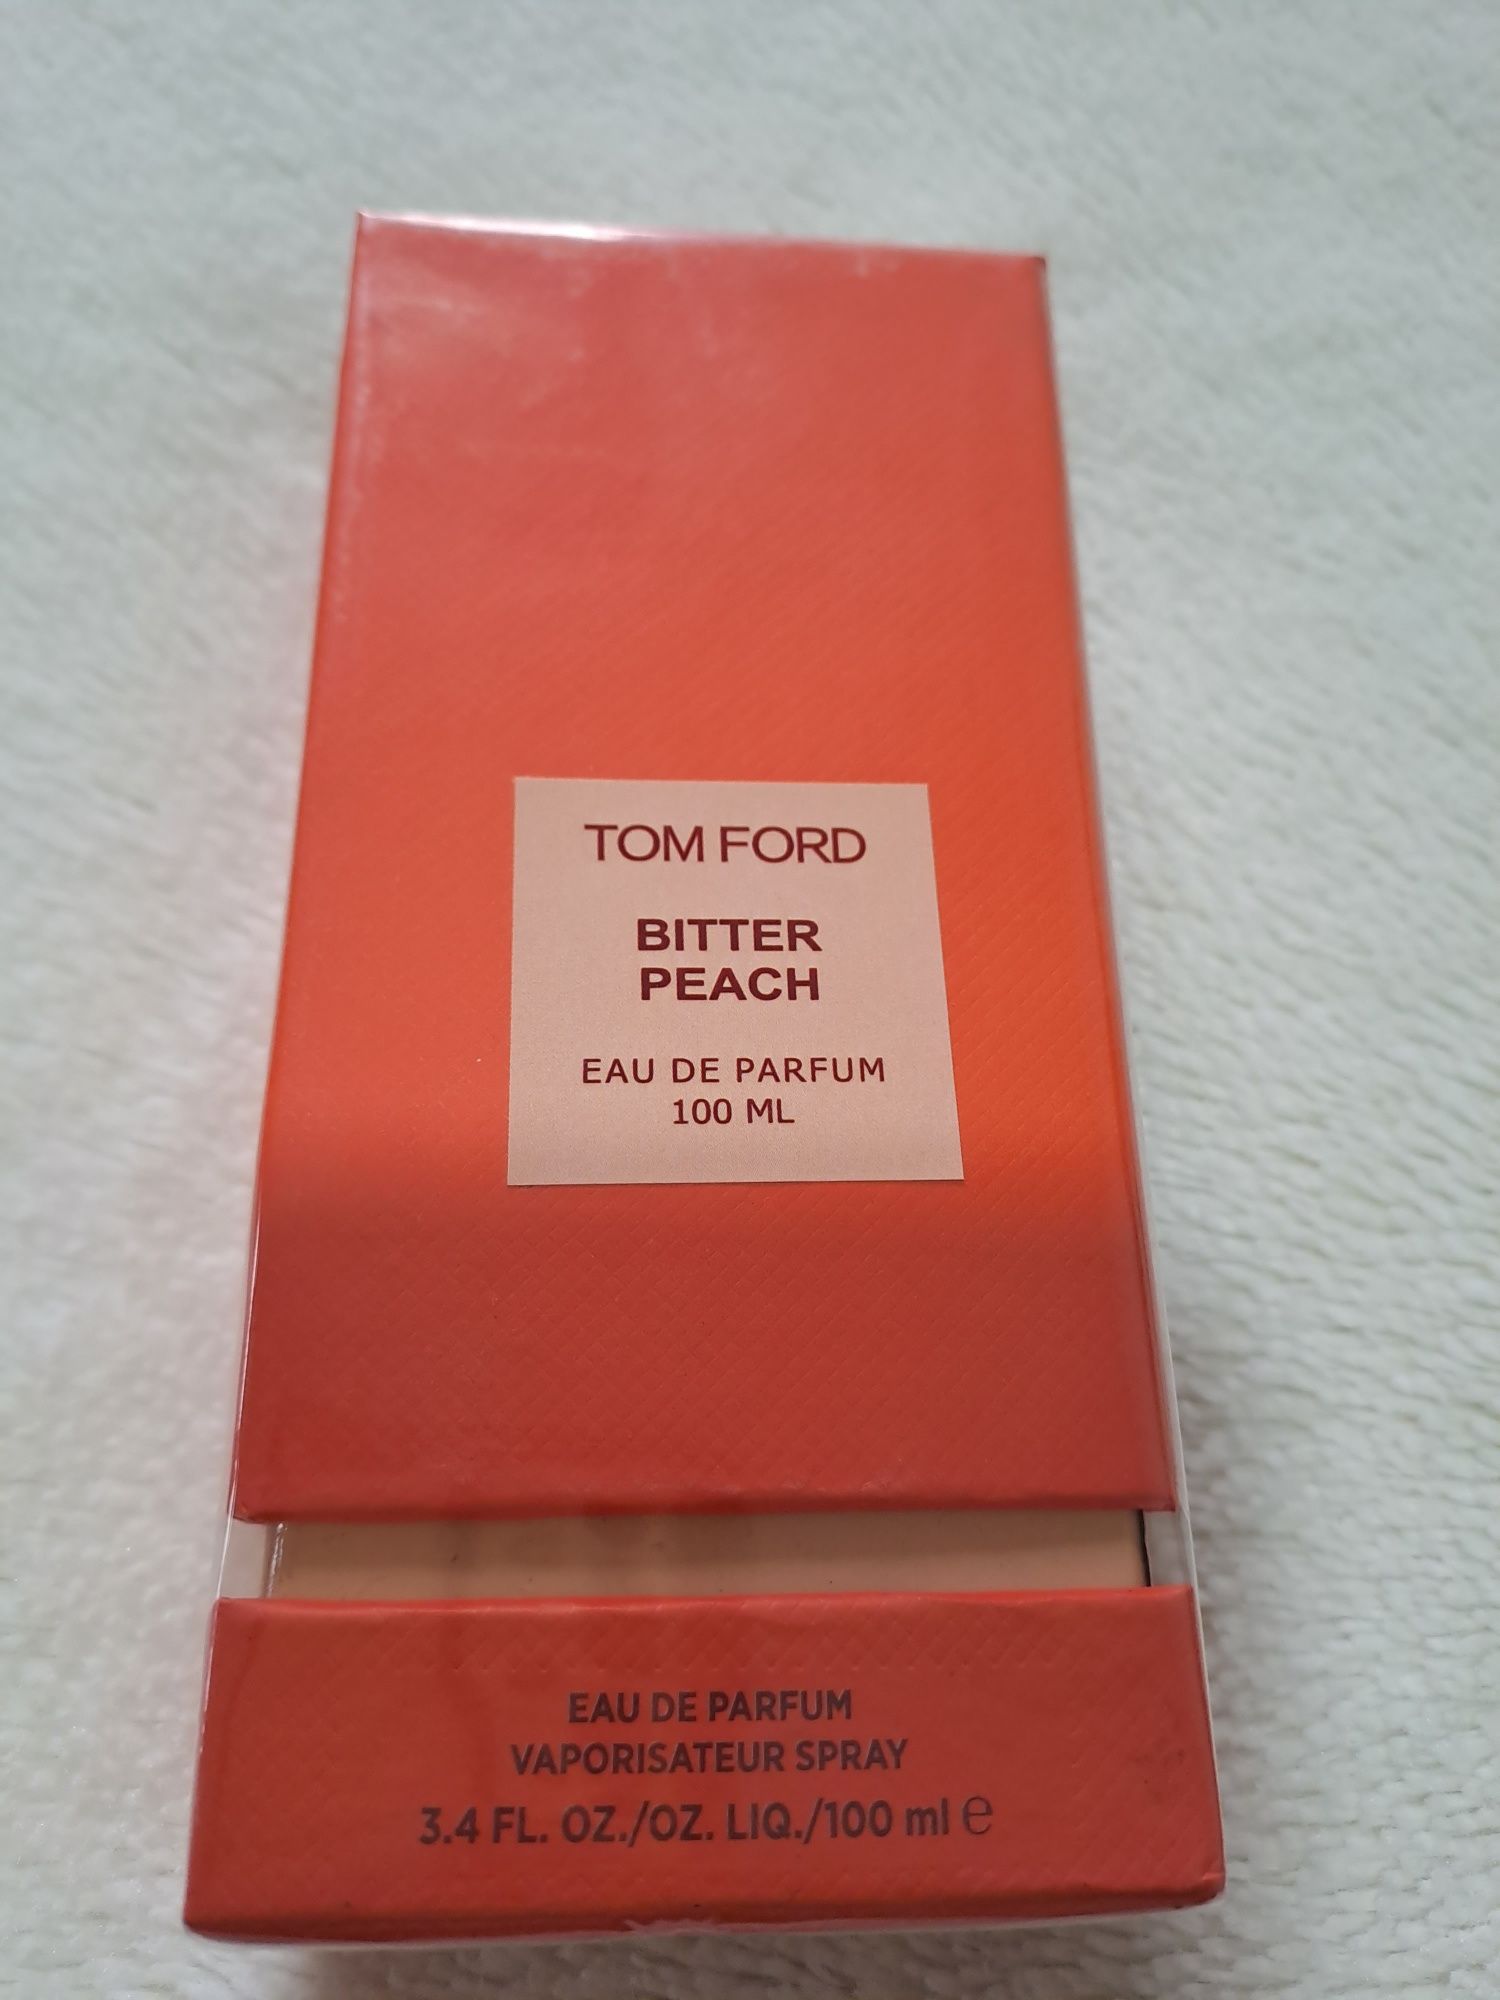 TOM FORD
BITTER
PEACH
EAU DE PARFUM
100 ML
EAU DE PARFUM
VAPORISATEUR SPRAY
3.4 FL. OZ./OZ. LIQ./100 ml ℮